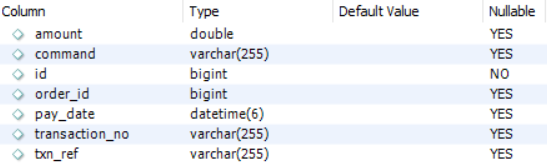 Column Type Default Value Nullable
amount double YES
command varchar(255) YES
id bigint NO
order_id bigint YES
pay_date datetime(6) YES
transaction_no varchar(255) YES
txn_ref varchar(255) YES